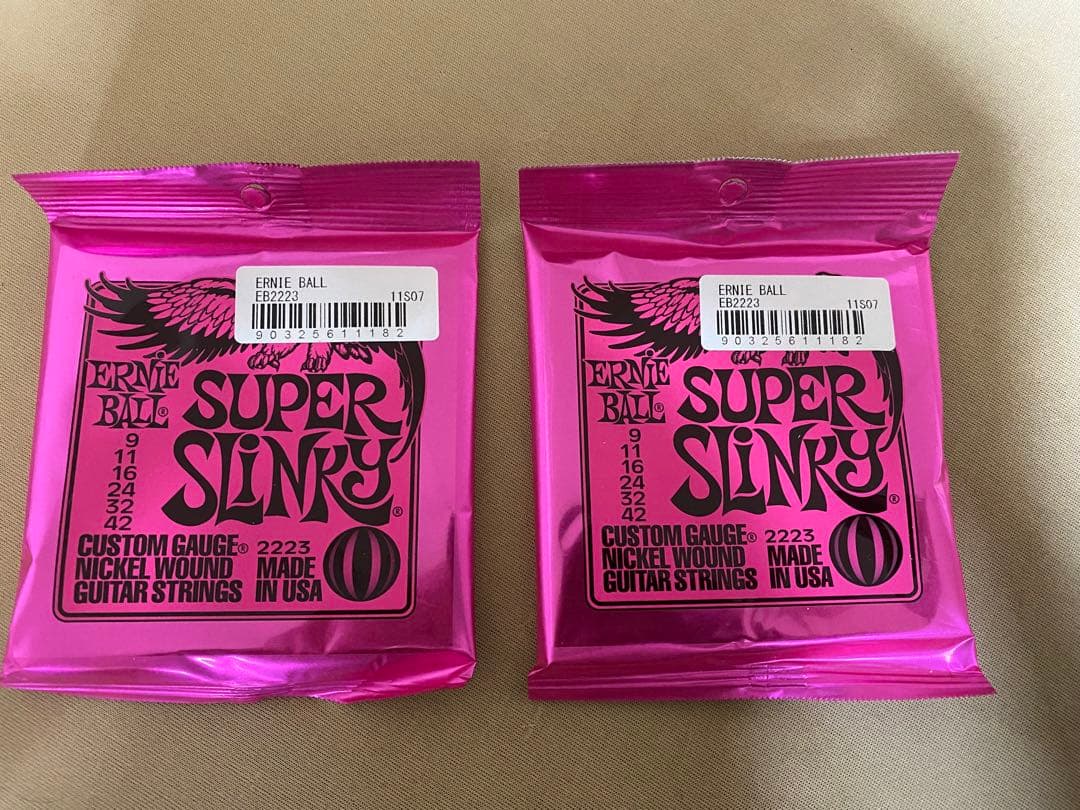 ERNIE BALL
EB2223 11S07
90325611182
ERNIE
BALL®
SUPER
SLINKY®
9
11
16
24
32
42
CUSTOM GAUGE®
NICKEL WOUND
GUITAR STRINGS
2223
MADE
IN USA
ERNIE BALL
EB2223 11S07
90325611182
ERNIE
BALL®
SUPER
SLINKY®
9
11
16
24
32
42
CUSTOM GAUGE®
NICKEL WOUND
GUITAR STRINGS
2223
MADE
IN USA